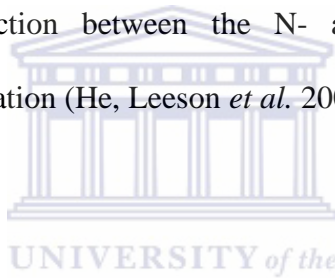 ction between the N- a
ation (He, Leeson et al. 200
UNIVERSITY of the